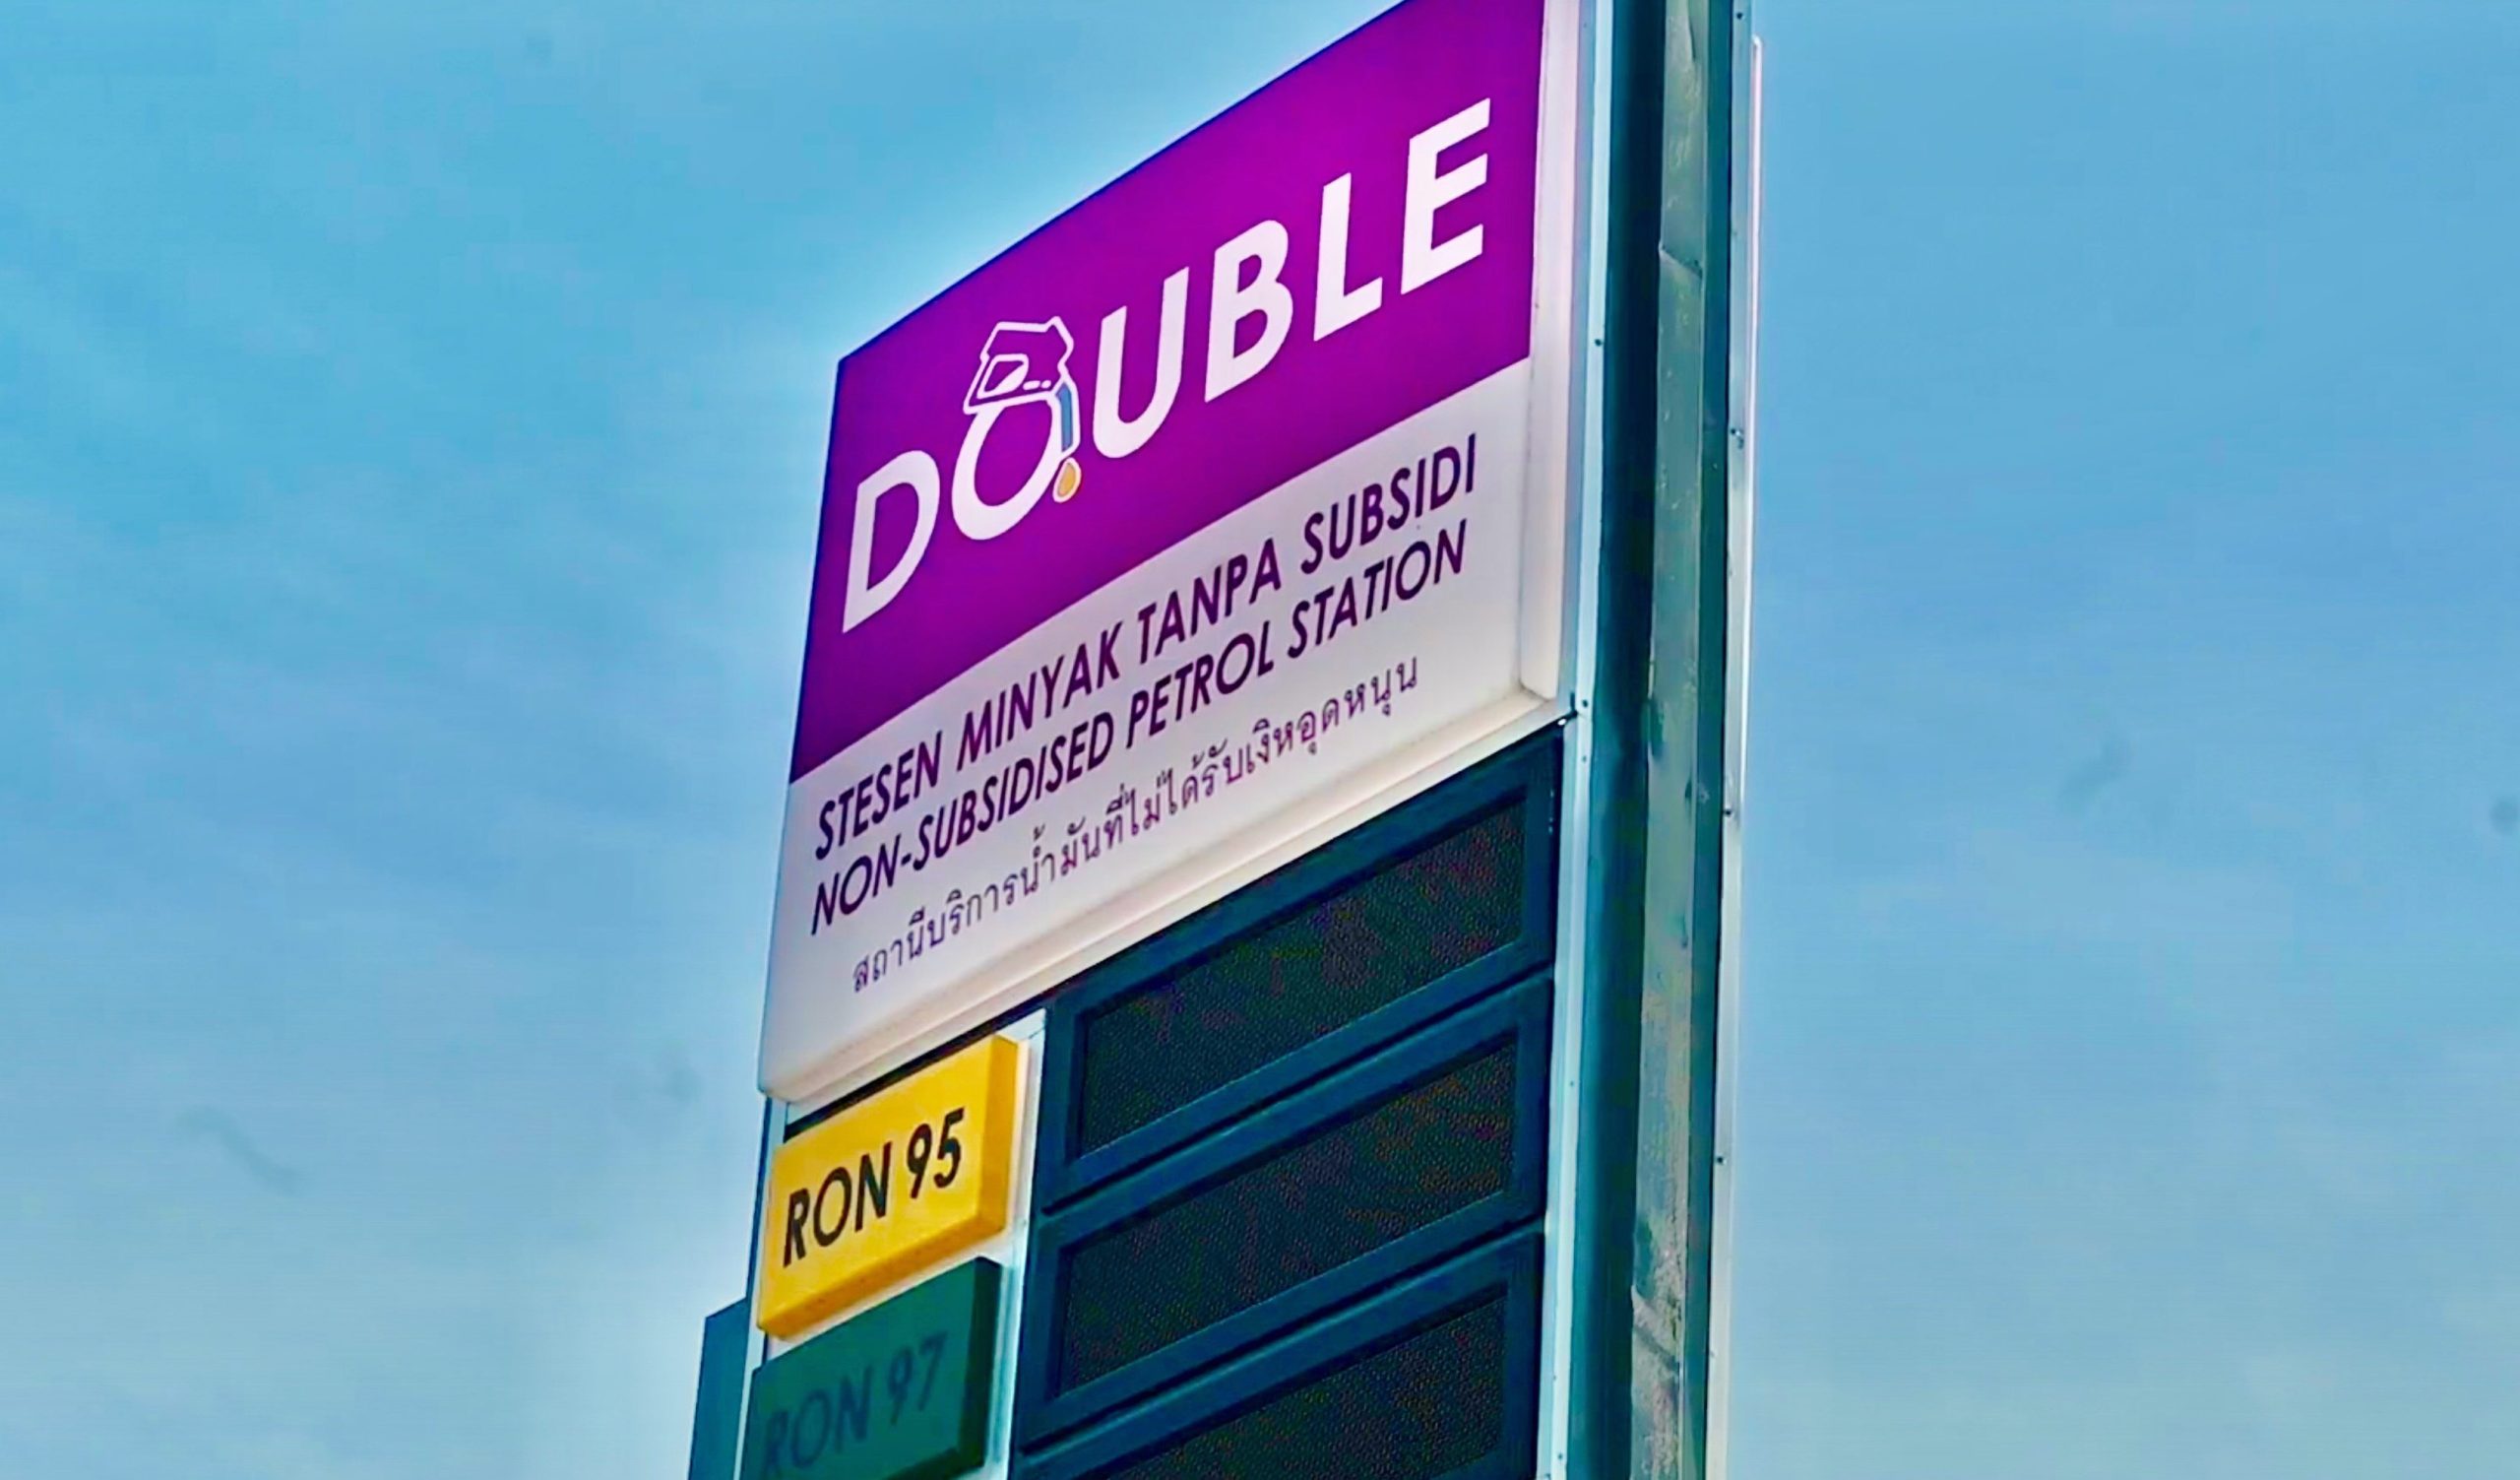 DOUBLE
STESEN MINYAK TANPA SUBSIDI
NON-SUBSIDISED PETROL STATION
สถานีบริการน้ำมันที่ไม่ได้รับเงิหอุดหนุน
RON 95
RON 97